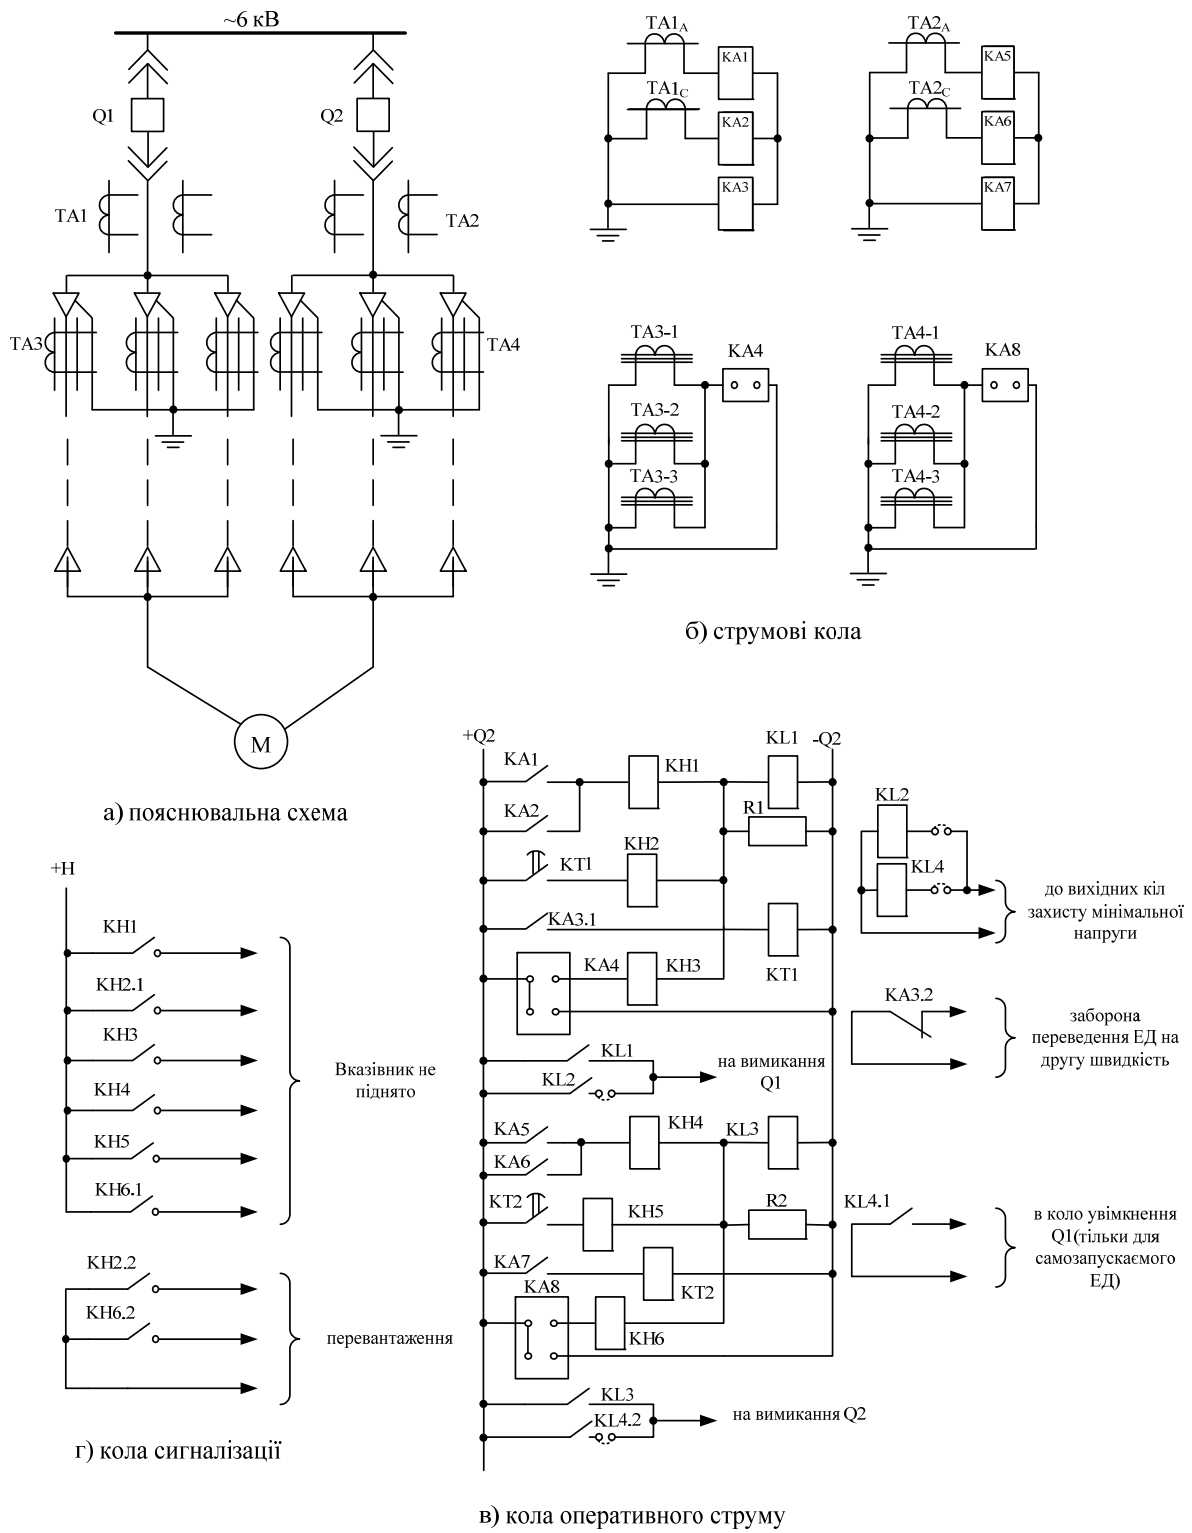 ~6 кВ
Q1
Q2
TA1
TA2
TA3
TA4
М
а) пояснювальна схема
TA1A
KA1
TA1C
KA2
KA3
TA2A
KA5
TA2C
KA6
KA7
TA3-1
KA4
TA3-2
TA3-3
TA4-1
KA8
TA4-2
TA4-3
б) струмові кола
+Q2
-Q2
KA1
KH1
KL1
KA2
R1
KT1
KH2
KA3.1
KT1
KA4
KH3
KL1
KL2
на вимикання
Q1
KA5
KH4
KL3
KA6
KT2
KH5
R2
KA7
KT2
KA8
KH6
KL3
KL4.2
на вимикання Q2
KL2
KL4
до вихідних кіл
захисту мінімальної
напруги
KA3.2
заборона
переведення ЕД на
другу швидкість
KL4.1
в коло увімкнення
Q1(тільки для
самозапускаємого
ЕД)
в) кола оперативного струму
+H
KH1
KH2.1
KH3
KH4
KH5
KH6.1
Вказівник не
піднято
KH2.2
KH6.2
перевантаження
г) кола сигналізації